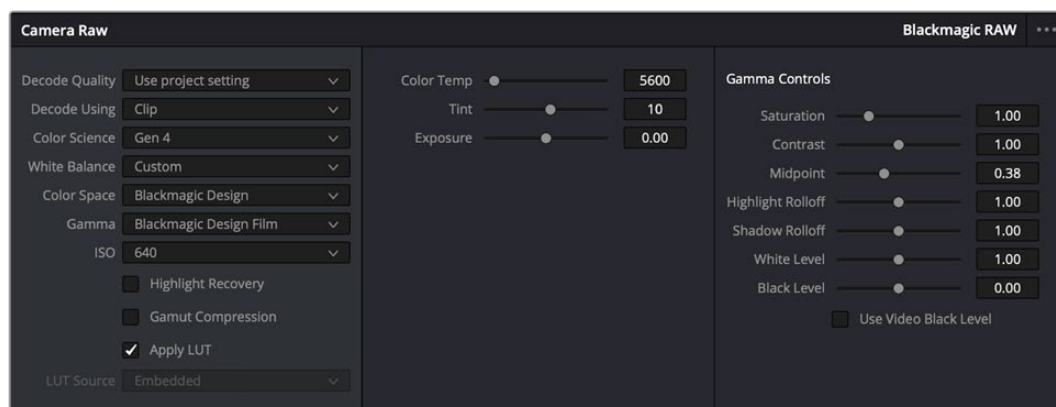 Camera Raw
Blackmagic RAW
Decode Quality Use project setting
Decode Using Clip
Color Science Gen 4
White Balance Custom
Color Space Blackmagic Design
Gamma Blackmagic Design Film
ISO 640
Highlight Recovery
Gamut Compression
Apply LUT
LUT Source Embedded
Color Temp 5600
Tint 10
Exposure 0.00
Gamma Controls
Saturation 1.00
Contrast 1.00
Midpoint 0.38
Highlight Rolloff 1.00
Shadow Rolloff 1.00
White Level 1.00
Black Level 0.00
Use Video Black Level